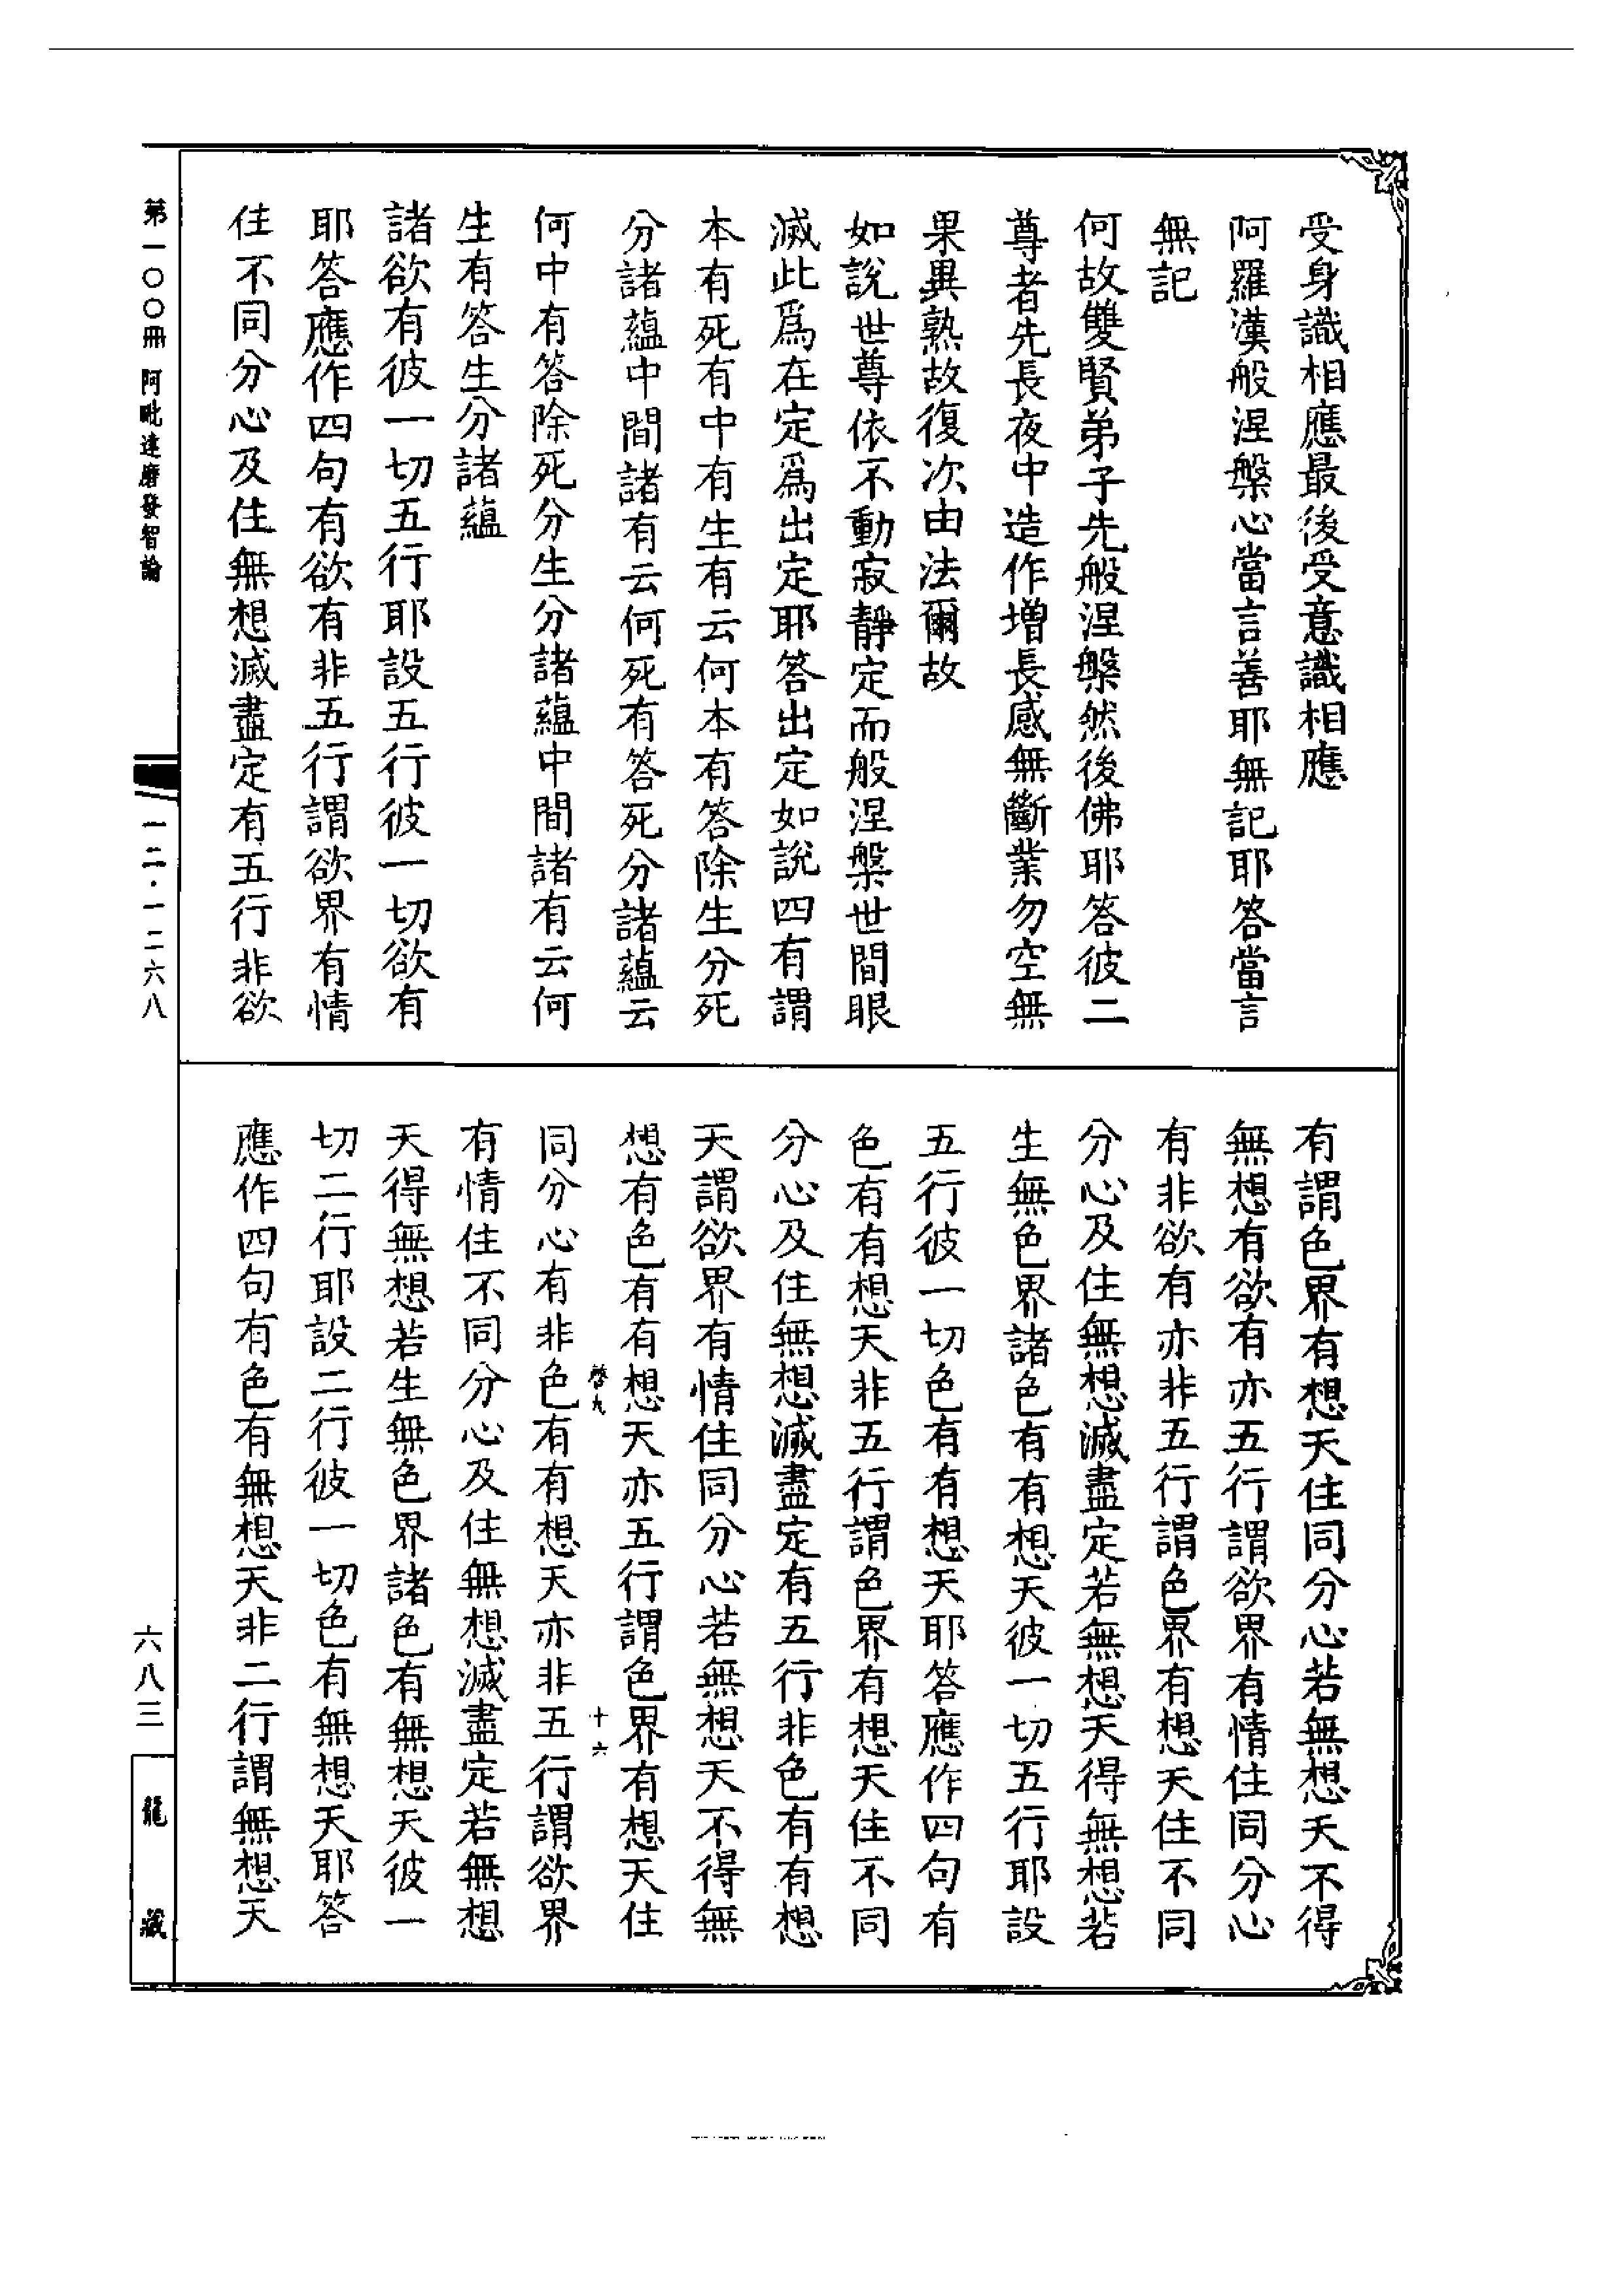 受身識相應最後受意識相應
阿羅漢般涅槃心當言善耶無記耶答當言
無記
何故雙賢弟子先般涅槃然後佛耶答彼二
尊者先長夜中造作增長感無斷業勿空無
果異熟故復次由法爾故
如說世尊依不動寂靜定而般涅槃世間眼
滅此爲在定爲出定耶答出定如說四有謂
本有死有中有生有云何本有答除生分死
分諸蘊中間諸有云何死有答死分諸蘊云
何中有答除死分生分諸蘊中間諸有云何
生有答生分諸蘊
諸欲有彼一切五行耶設五行彼一切欲有
耶答應作四句有欲有非五行謂欲界有情
住不同分心及住無想滅盡定有五行非欲
有謂色界有想天住同分心若無想天不得
無想有欲有亦五行謂欲界有情住同分心
有非欲有亦非五行謂色界有想天住不同
分心及住無想滅盡定若無想天得無想若
生無色界諸色有有想天彼一切五行耶設
五行彼一切色有有想天耶答應作四句有
色有有想天非五行謂色界有想天住不同
分心及住無想滅盡定有五行非色有有想
天謂欲界有情住同分心若無想天不得無
想有色有有想天亦五行謂色界有想天住
啓九
十六
同分心有非色有有想天亦非五行謂欲界
有情住不同分心及住無想滅盡定若無想
天得無想若生無色界諸色有無想天彼一
切二行耶設二行彼一切色有無想天耶答
應作四句有色有無想天非二行謂無想天
第一〇〇冊 阿毗達磨發智論
一二·一二六八
六八三
龍藏